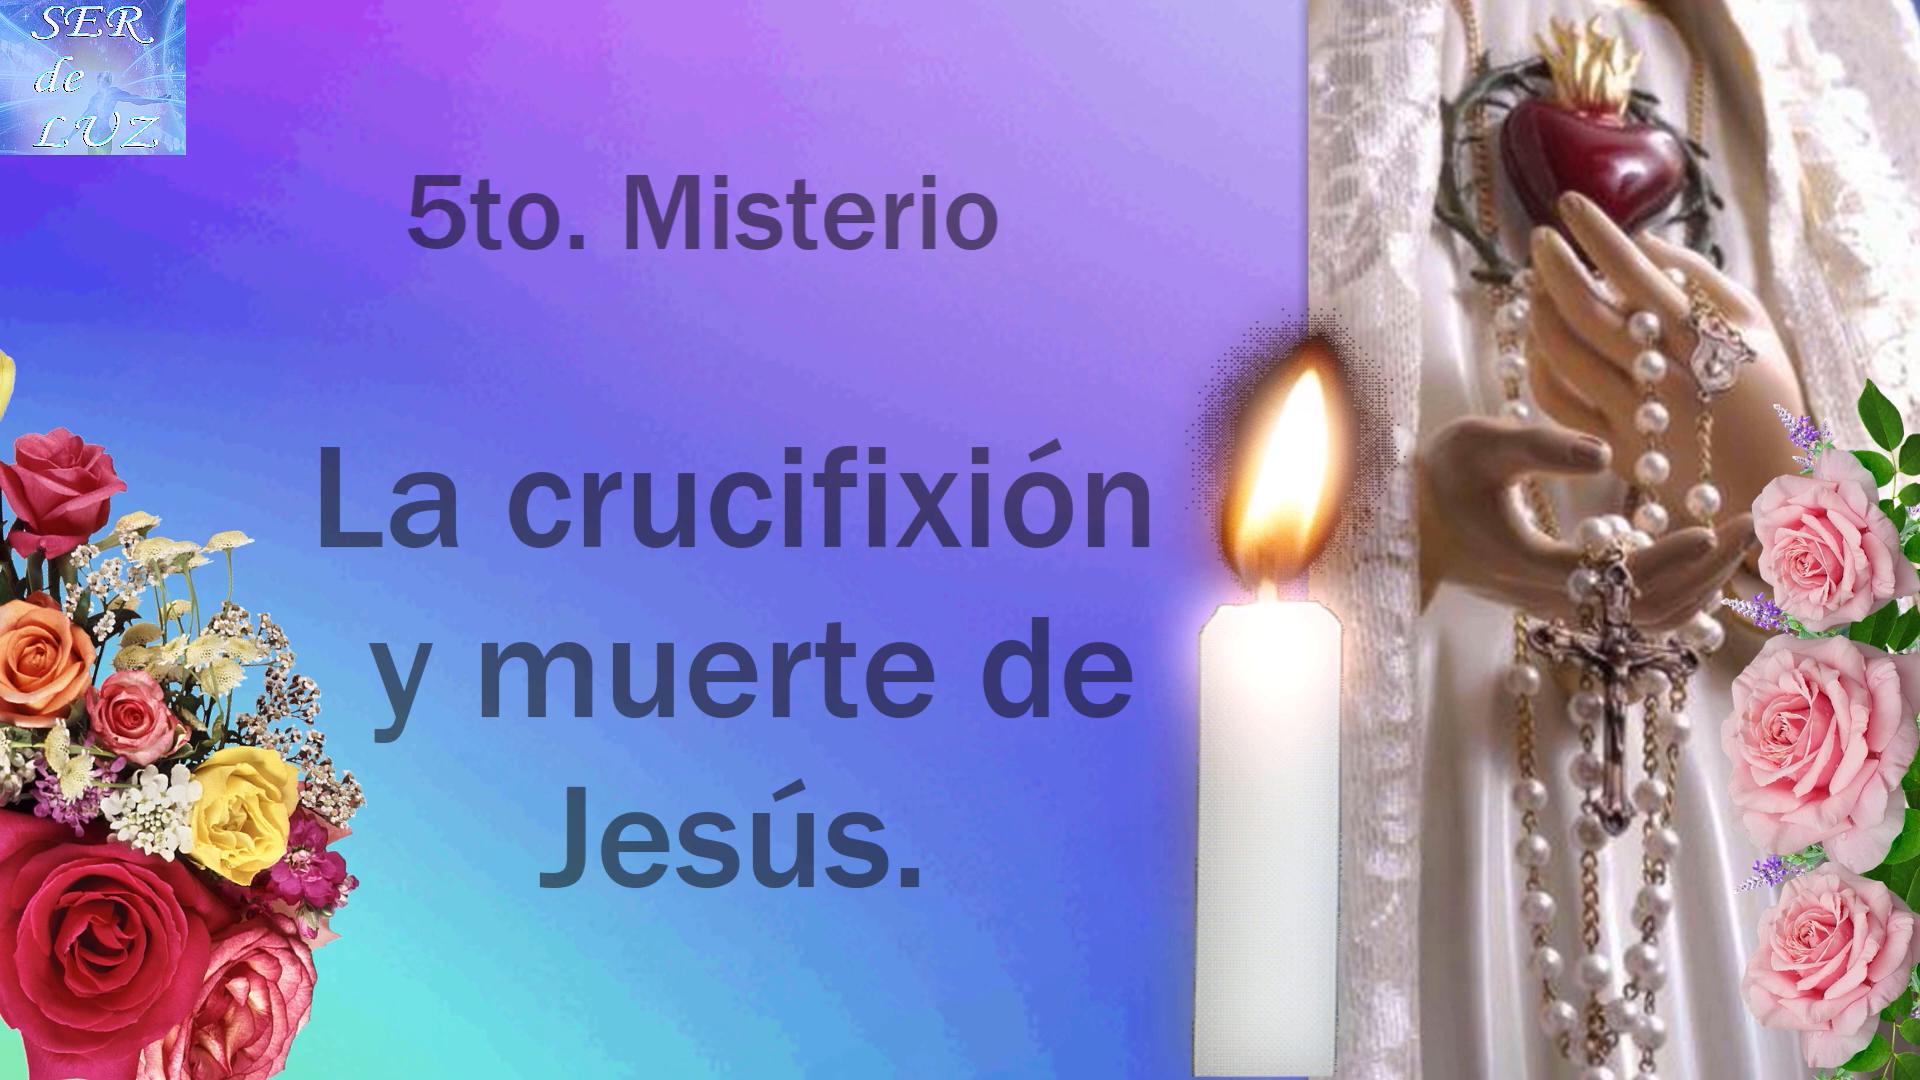 SER
de
LUZ
5to. Misterio
La crucifixión
y muerte de
Jesús.